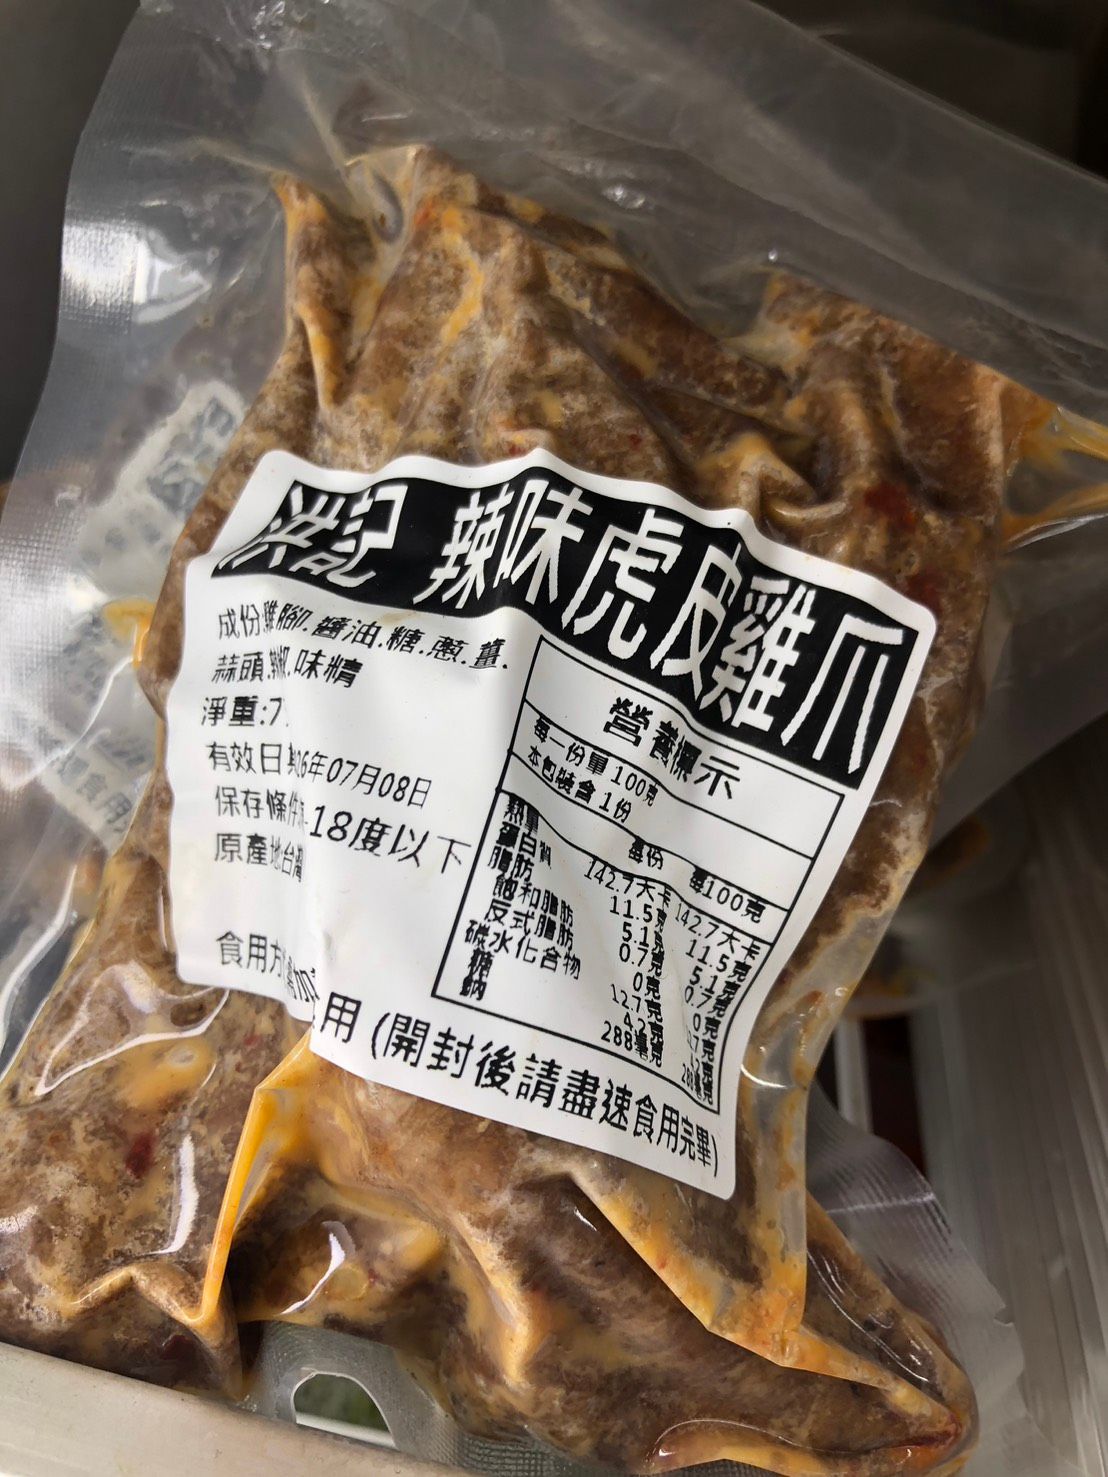 洪記 辣味虎皮雞爪
成份雞腳.醬油.糖.蔥.薑.
蒜頭.椒.味精
淨重:7
有效日期26年07月08日
保存條件-18度以下
原產地台灣
食用方 加
用(開封後請盡速食用完畢)
營養標示
每一份量 100克
本包裝含 1份
每份 每100克
熱量 142.7大卡 142.7大卡
蛋白質 11.5克 11.5克
脂肪 5.1克 5.1克
飽和脂肪 0.7克 0.7克
反式脂肪 0克 0克
碳水化合物 12.7克 12.7克
糖 4.2克
鈉 288毫克
速食用